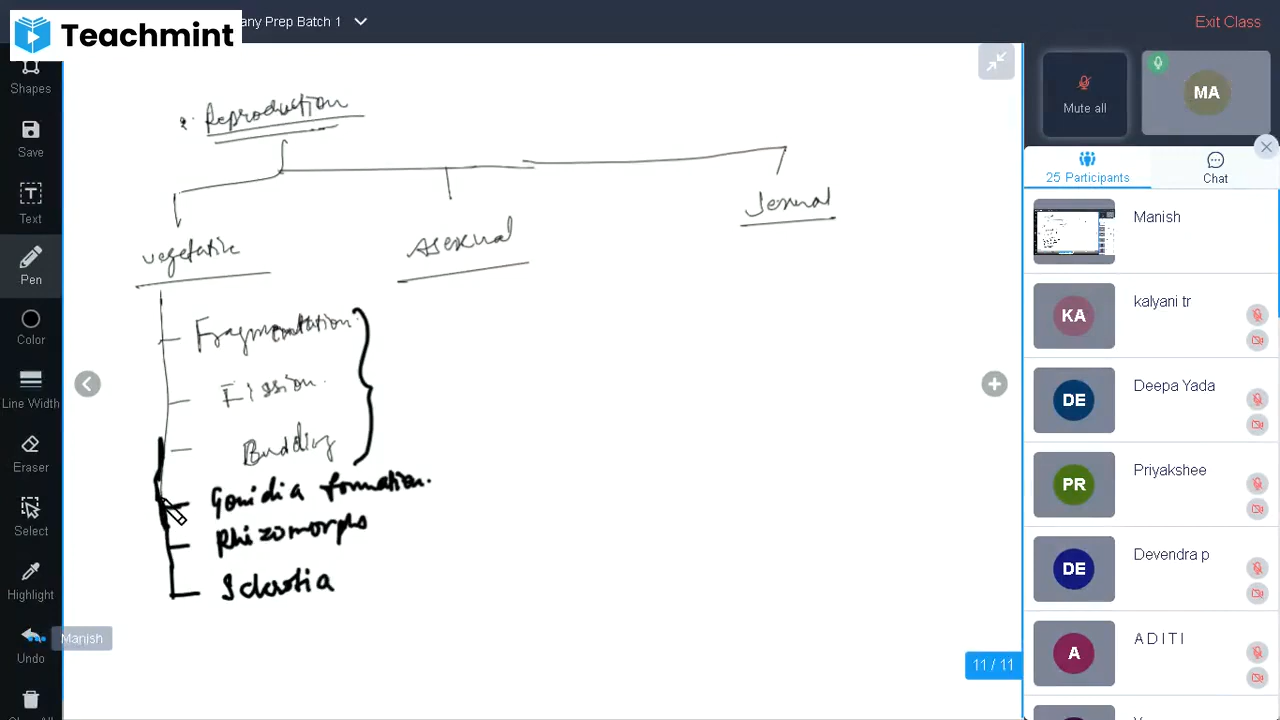 Teachmint
any Prep Batch 1
Exit Class
Shapes
Save
Text
Pen
Color
Line Width
Eraser
Select
Highlight
Undo
Manish
Reproduction
vegetative
Asexual
Sexual
Fragmentation
Fission
Budding
Gonidia formation.
Rhizomorphs
Sclerotia
11 / 11
Mute all
MA
25 Participants
Chat
Manish
KA
kalyani tr
DE
Deepa Yada
PR
Priyakshee
DE
Devendra p
A
A D I T I